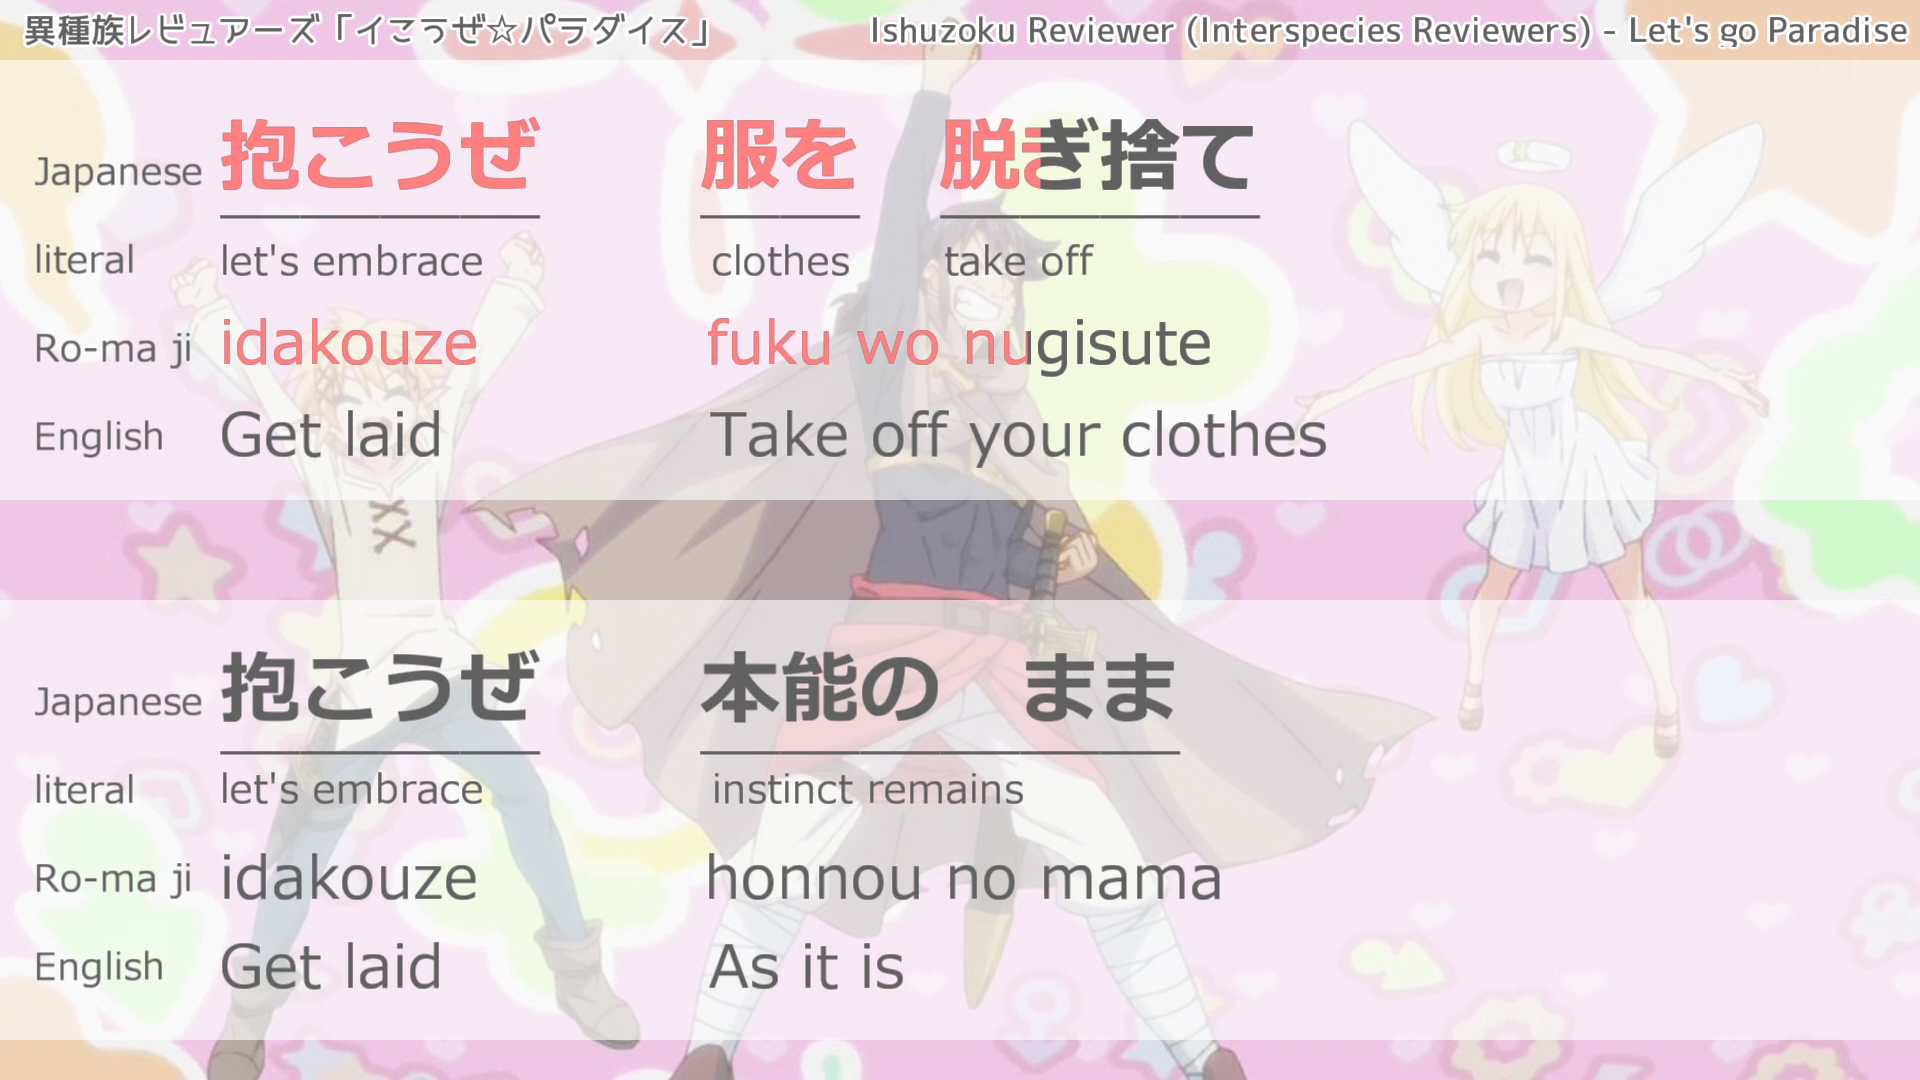 異種族レビュアーズ「イこうぜ☆パラダイス」 Ishuzoku Reviewer (Interspecies Reviewers) - Let's go Paradise
Japanese 抱こうぜ 服を 脱ぎ捨て
literal let's embrace clothes take off
Ro-ma ji idakouze fuku wo nugisute
English Get laid Take off your clothes
Japanese 抱こうぜ 本能の まま
literal let's embrace instinct remains
Ro-ma ji idakouze honnou no mama
English Get laid As it is